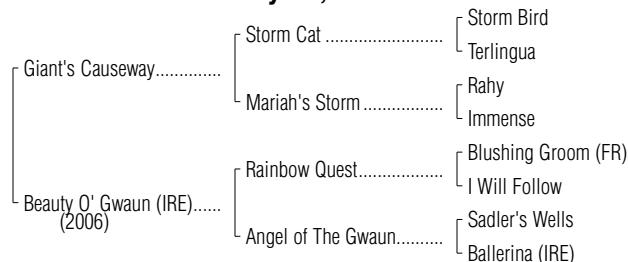 Storm Bird
Storm Cat ........................
Terlingua
Giant's Causeway..............
Rahy
Mariah's Storm .................
Immense
Blushing Groom (FR)
Rainbow Quest..................
I Will Follow
Beauty O' Gwaun (IRE)......
(2006)
Sadler's Wells
Angel of The Gwaun..........
Ballerina (IRE)